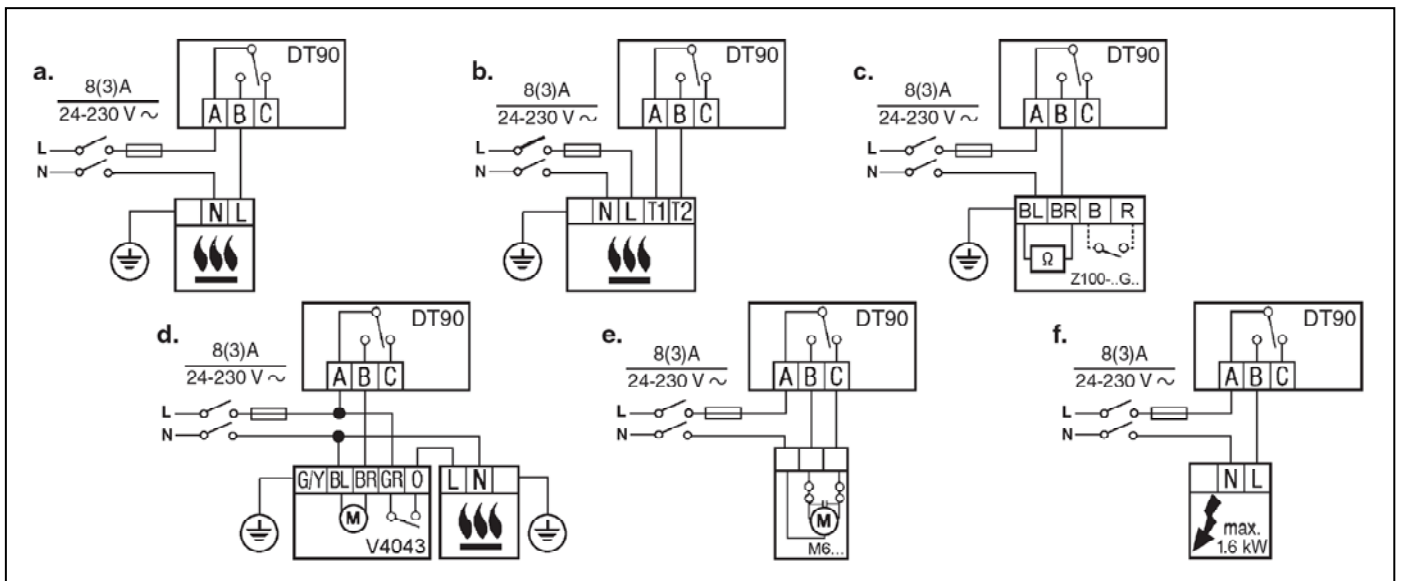 a.
DT90
8(3)A
24-230 V ~
A B C
L
N
N L
b.
DT90
8(3)A
24-230 V ~
A B C
L
N
N L T1 T2
c.
DT90
8(3)A
24-230 V ~
A B C
L
N
BL BR B R
Ω
Z100-..G..
d.
DT90
8(3)A
24-230 V ~
A B C
L
N
G/Y BL BR GR O
L N
M
V4043
e.
DT90
8(3)A
24-230 V ~
A B C
L
N
M
M6...
f.
DT90
8(3)A
24-230 V ~
A B C
L
N
N L
max.
1.6 kW